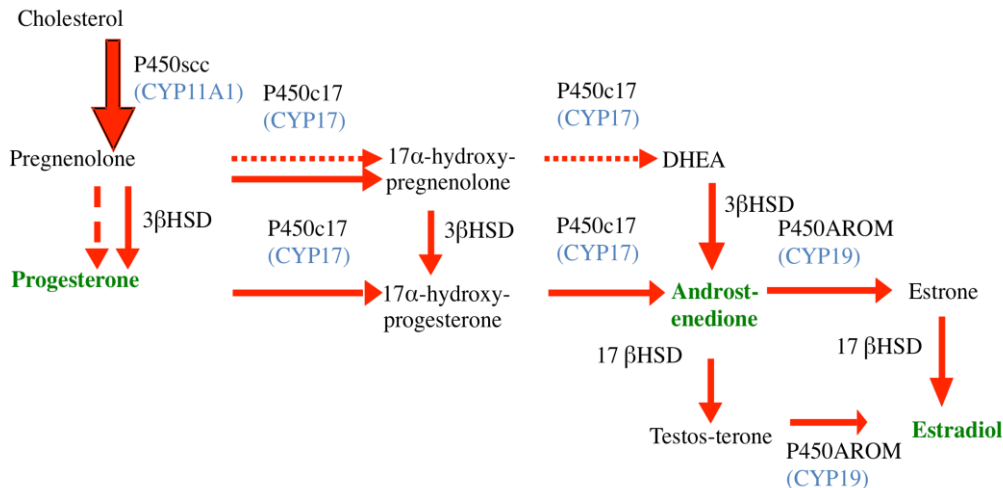 Cholesterol
P450scc
(CYP11A1)
P450c17
(CYP17)
P450c17
(CYP17)
Pregnenolone
17α-hydroxy-
pregnenolone
DHEA
3βHSD
3βHSD
3βHSD
P450c17
(CYP17)
P450c17
(CYP17)
P450AROM
(CYP19)
Progesterone
17α-hydroxy-
progesterone
Androst-
enedione
Estrone
17 βHSD
17 βHSD
Testos-terone
P450AROM
(CYP19)
Estradiol